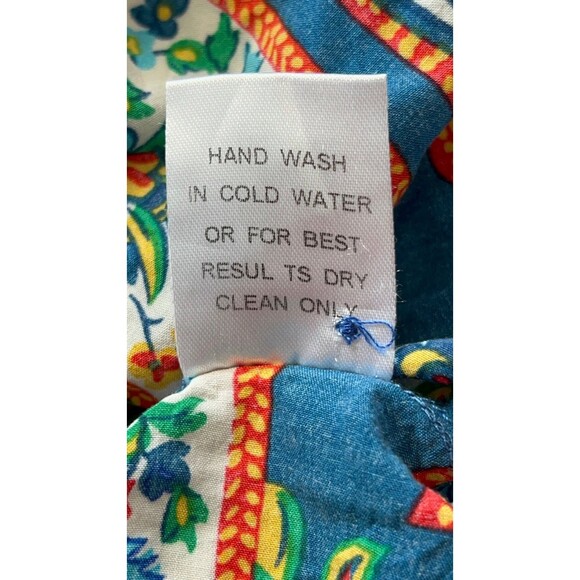 HAND WASH
IN COLD WATER
OR FOR BEST
RESUL TS DRY
CLEAN ONLY